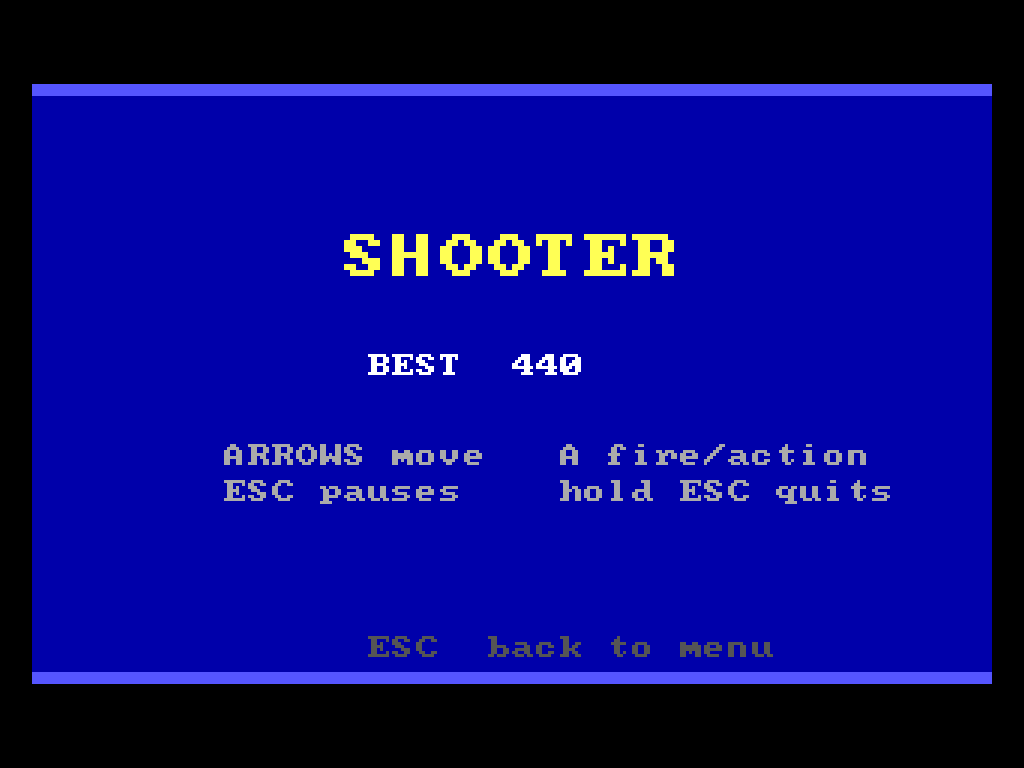 SHOOTER
BEST  440
ARROWS move   A fire/action
ESC pauses    hold ESC quits
ESC  back to menu